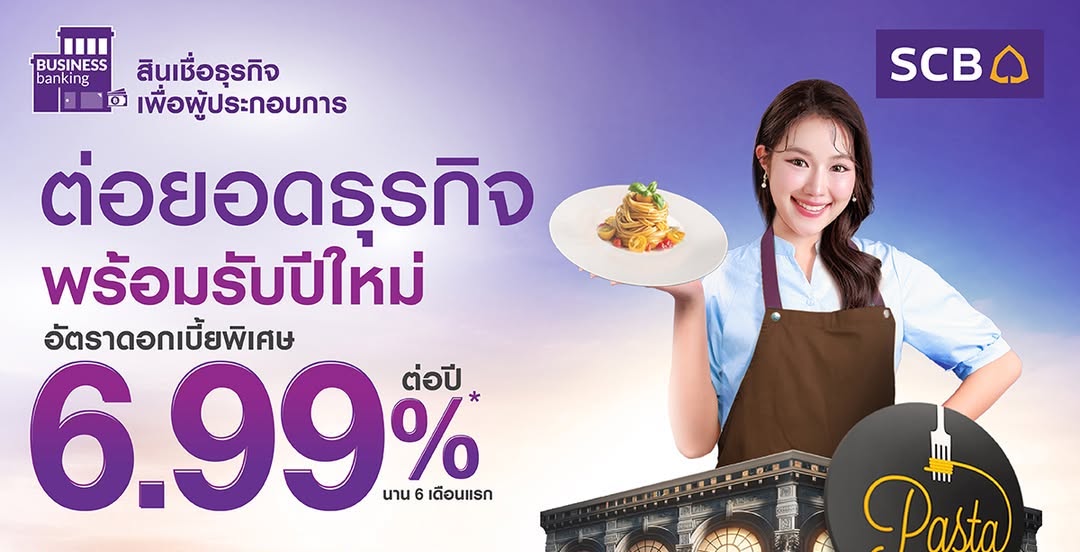 BUSINESS
banking
สินเชื่อธุรกิจ
เพื่อผู้ประกอบการ
SCB
ต่อยอดธุรกิจ
พร้อมรับปีใหม่
อัตราดอกเบี้ยพิเศษ
6.99%*
ต่อปี
นาน 6 เดือนแรก
Pasta